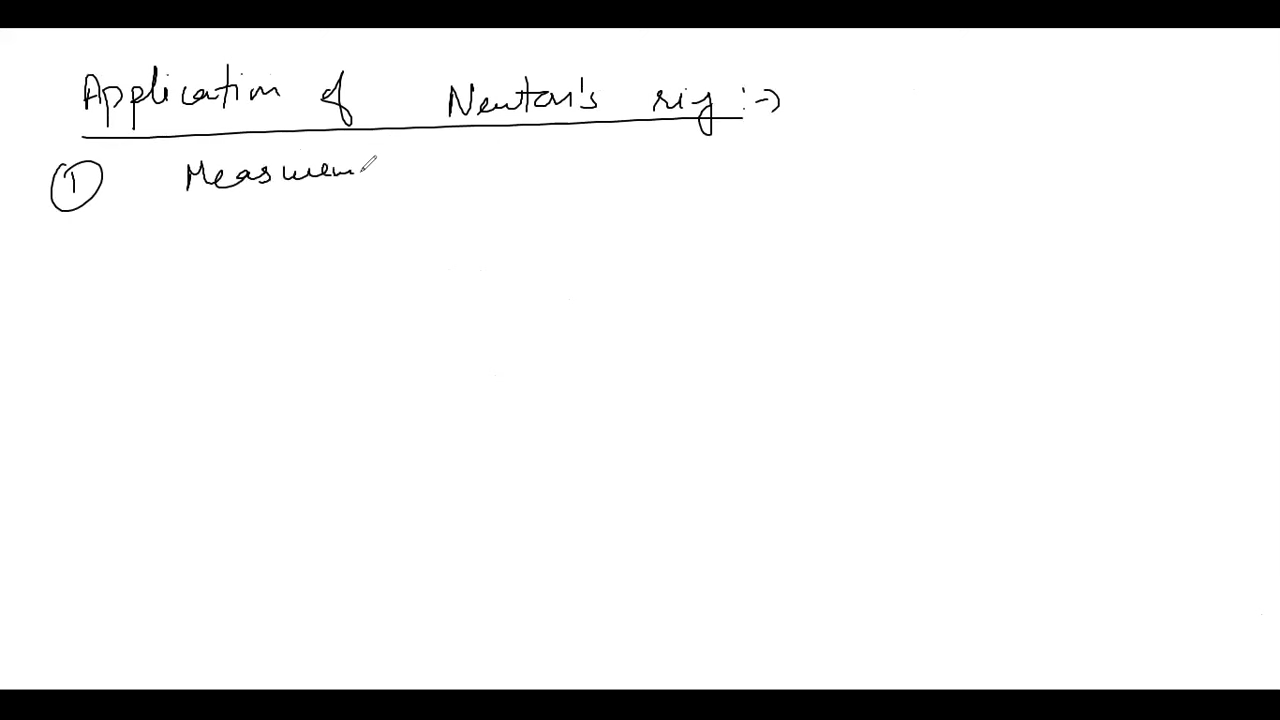 Application of Newton's ring :->
① Measurem